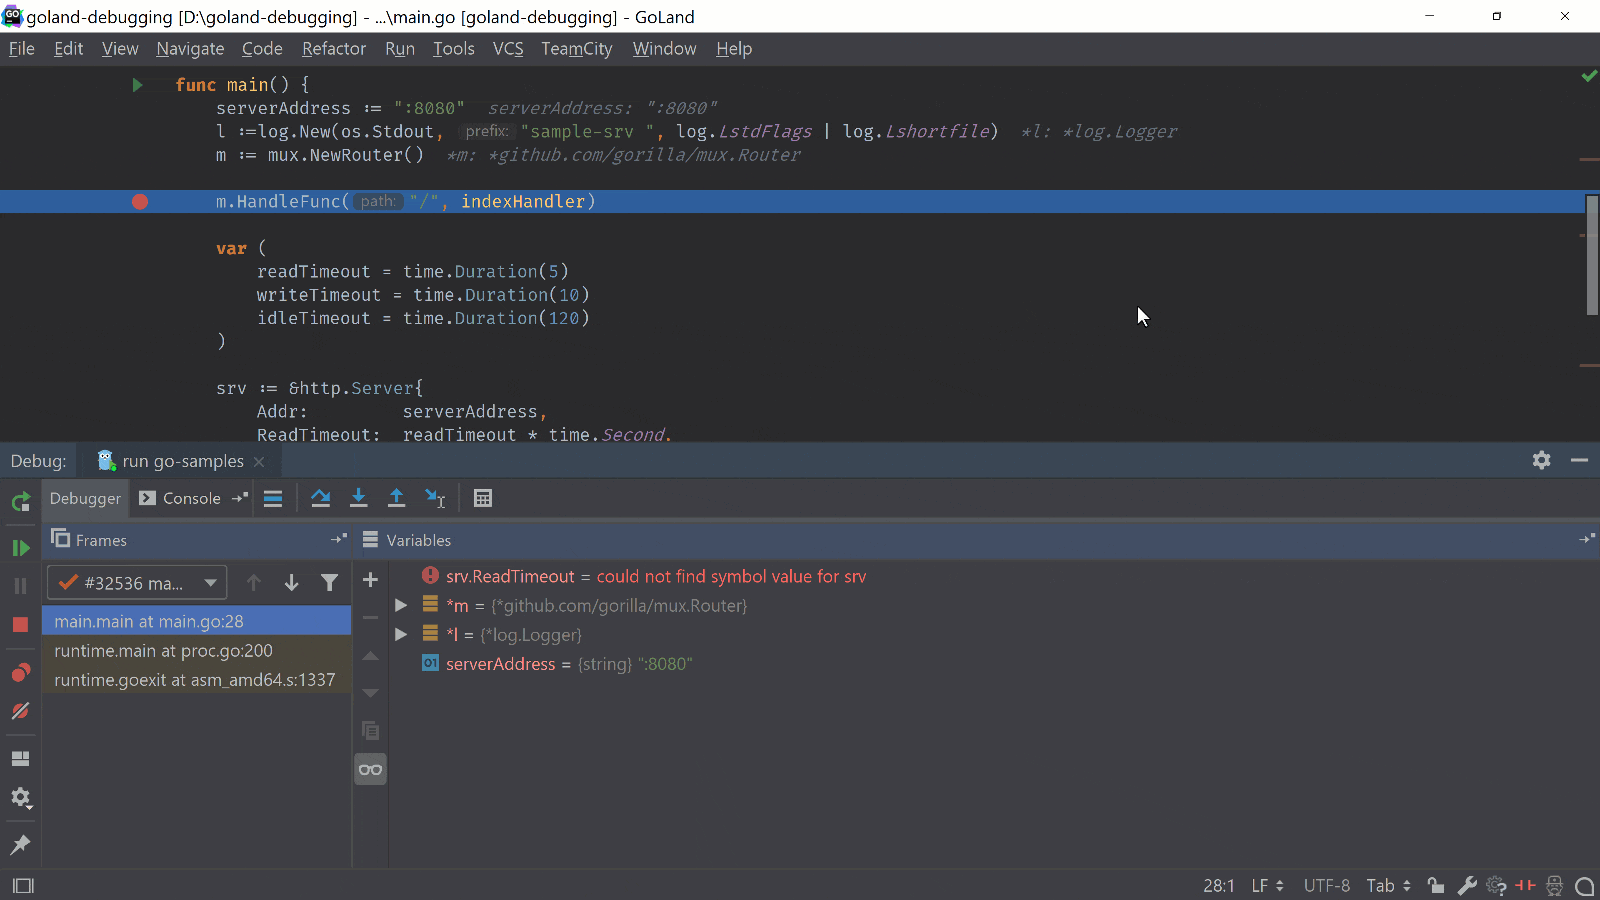 goland-debugging [D:\goland-debugging] - ...\main.go [goland-debugging] - GoLand
File Edit View Navigate Code Refactor Run Tools VCS TeamCity Window Help
func main() {
serverAddress := ":8080" serverAddress: ":8080"
l :=log.New(os.Stdout, prefix: "sample-srv ", log.LstdFlags | log.Lshortfile) *l: *log.Logger
m := mux.NewRouter() *m: *github.com/gorilla/mux.Router
m.HandleFunc( path: "/", indexHandler)
var (
readTimeout = time.Duration(5)
writeTimeout = time.Duration(10)
idleTimeout = time.Duration(120)
)
srv := &http.Server{
Addr: serverAddress,
ReadTimeout: readTimeout * time.Second,
Debug: run go-samples
Debugger Console
Frames Variables
#32536 ma...
main.main at main.go:28
runtime.main at proc.go:200
runtime.goexit at asm_amd64.s:1337
srv.ReadTimeout = could not find symbol value for srv
*m = {*github.com/gorilla/mux.Router}
*l = {*log.Logger}
01 serverAddress = {string} ":8080"
28:1 LF UTF-8 Tab